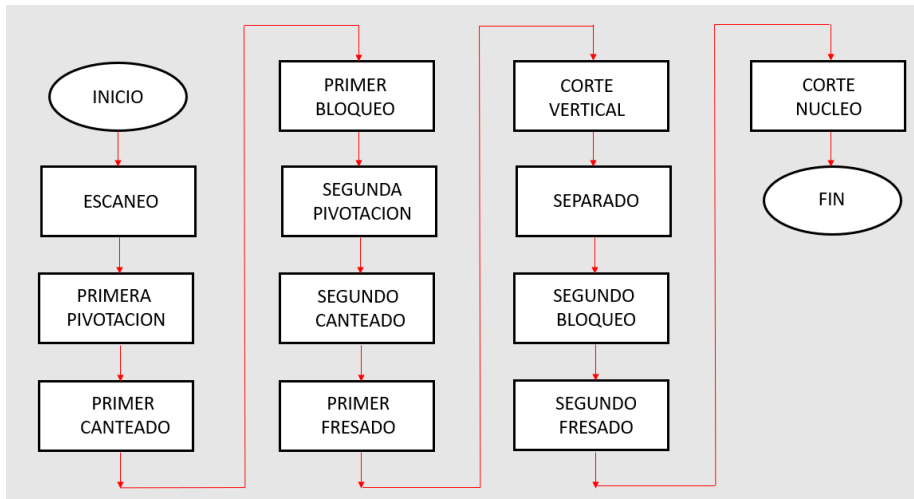 INICIO
ESCANEO
PRIMERA
PIVOTACION
PRIMER
CANTEADO
PRIMER
BLOQUEO
SEGUNDA
PIVOTACION
SEGUNDO
CANTEADO
PRIMER
FRESADO
CORTE
VERTICAL
SEPARADO
SEGUNDO
BLOQUEO
SEGUNDO
FRESADO
CORTE
NUCLEO
FIN